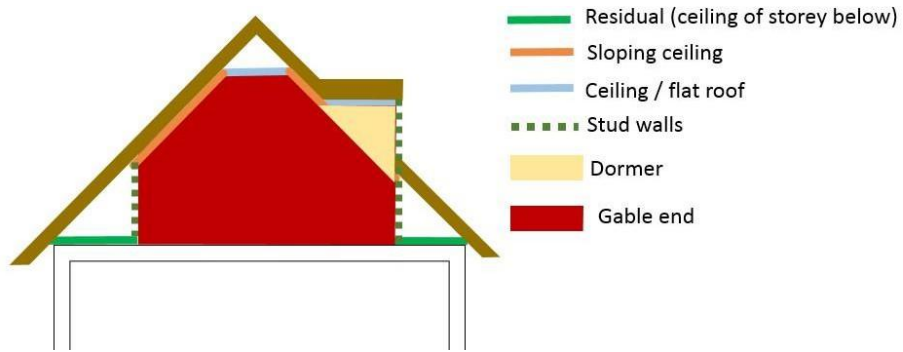 Residual (ceiling of storey below)
Sloping ceiling
Ceiling / flat roof
Stud walls
Dormer
Gable end